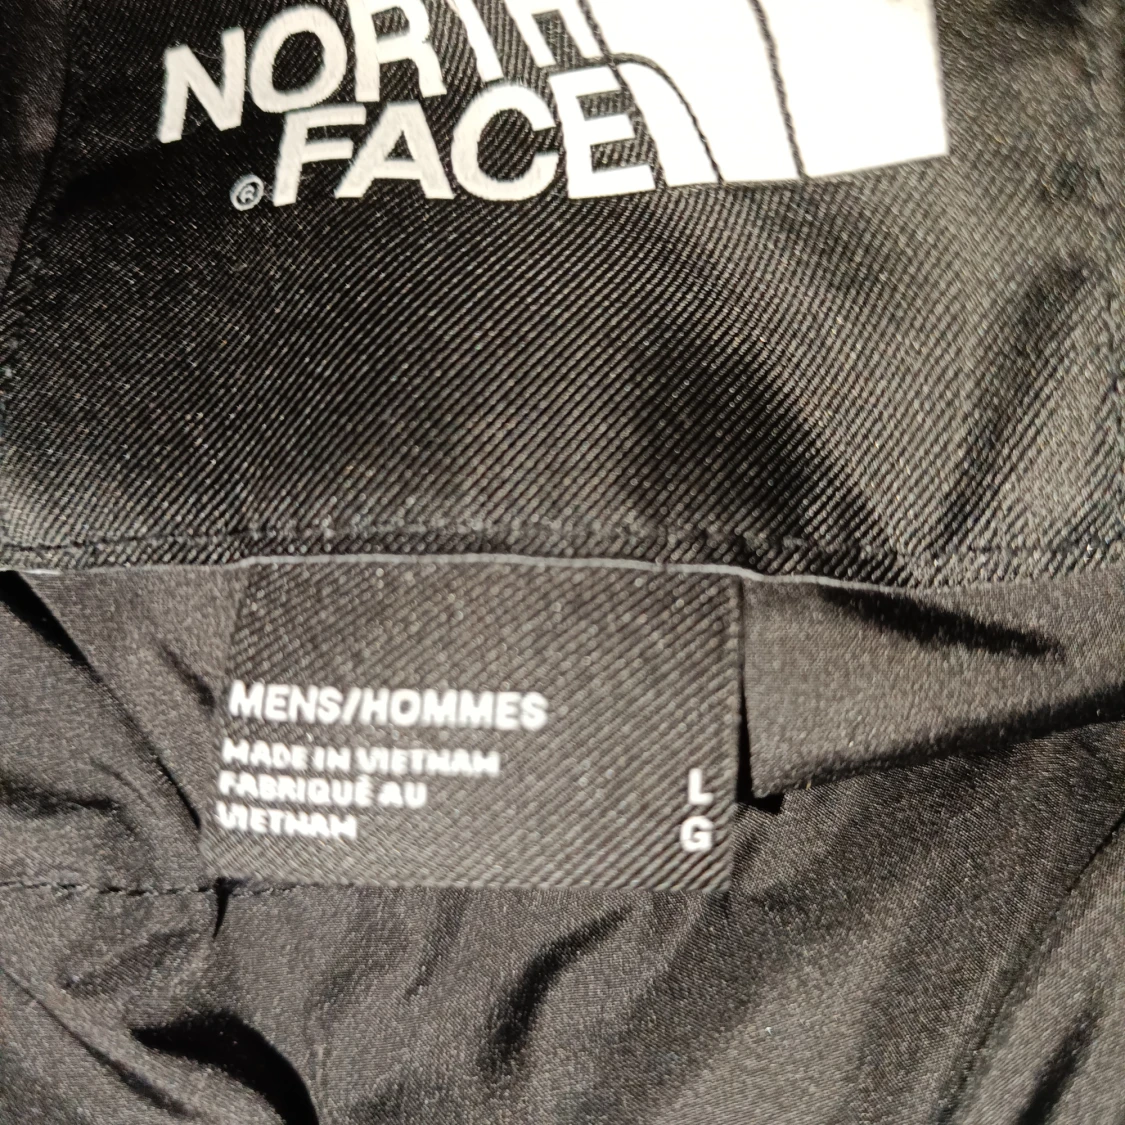 NORTH
FACE
®
MENS/HOMMES
MADE IN VIETNAM
FABRIQUÉ AU
VIETNAM
L
G